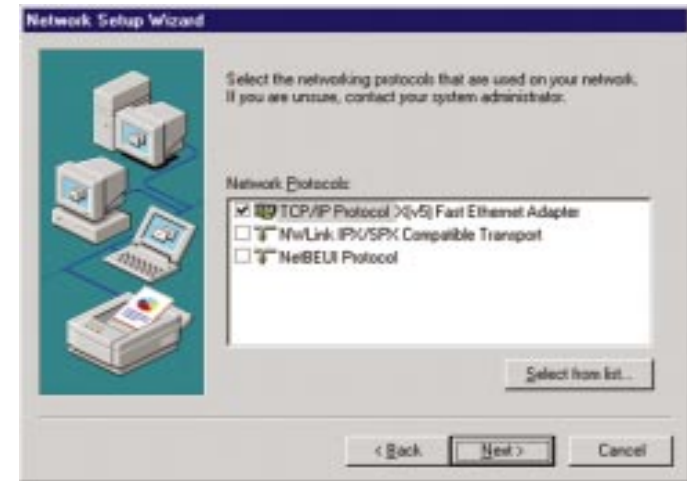 Network Setup Wizard
Select the networking protocols that are used on your network.
If you are unsure, contact your system administrator.
Network Protocols:
TCP/IP Protocol X(v5) Fast Ethernet Adapter
NWLink IPX/SPX Compatible Transport
NetBEUI Protocol
Select from list...
< Back
Next >
Cancel